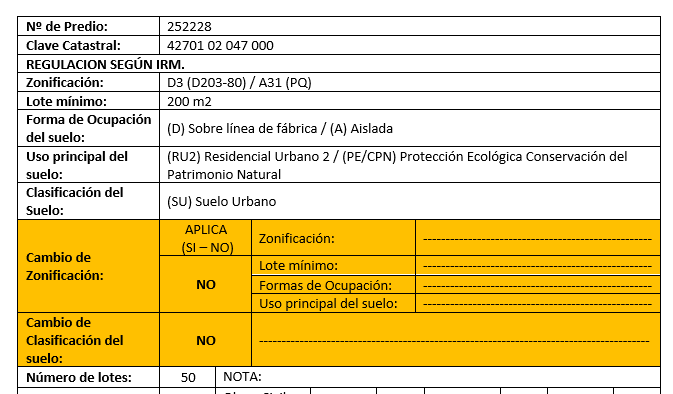 Nº de Predio: 252228
Clave Catastral: 42701 02 047 000
REGULACION SEGÚN IRM.
Zonificación: D3 (D203-80) / A31 (PQ)
Lote mínimo: 200 m2
Forma de Ocupación del suelo: (D) Sobre línea de fábrica / (A) Aislada
Uso principal del suelo: (RU2) Residencial Urbano 2 / (PE/CPN) Protección Ecológica Conservación del Patrimonio Natural
Clasificación del Suelo: (SU) Suelo Urbano
Cambio de Zonificación:
APLICA
(SI – NO)
NO
Zonificación: ----------------------------------------------------
Lote mínimo: ----------------------------------------------------
Formas de Ocupación: ----------------------------------------------------
Uso principal del suelo: ----------------------------------------------------
Cambio de Clasificación del suelo: NO ----------------------------------------------------------------------------------------
Número de lotes: 50 NOTA: